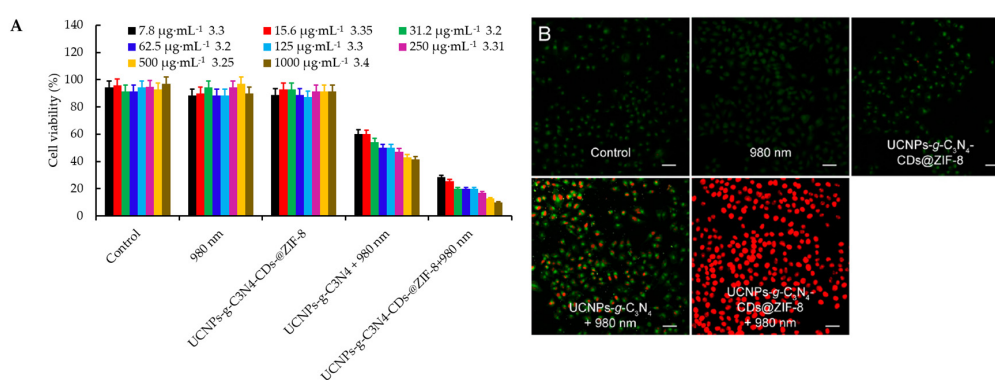 A
140
120
100
80
60
40
20
0
Cell viability (%)
7.8 µg·mL⁻¹ 3.3
15.6 µg·mL⁻¹ 3.35
31.2 µg·mL⁻¹ 3.2
62.5 µg·mL⁻¹ 3.2
125 µg·mL⁻¹ 3.3
250 µg·mL⁻¹ 3.31
500 µg·mL⁻¹ 3.25
1000 µg·mL⁻¹ 3.4
Control
980 nm
UCNPs-g-C3N4-CDs-@ZIF-8
UCNPs-g-C3N4 + 980 nm
UCNPs-g-C3N4-CDs-@ZIF-8+980 nm
B
Control
980 nm
UCNPs-g-C₃N₄-
CDs@ZIF-8
UCNPs-g-C₃N₄
+ 980 nm
UCNPs-g-C₃N₄-
CDs@ZIF-8
+ 980 nm